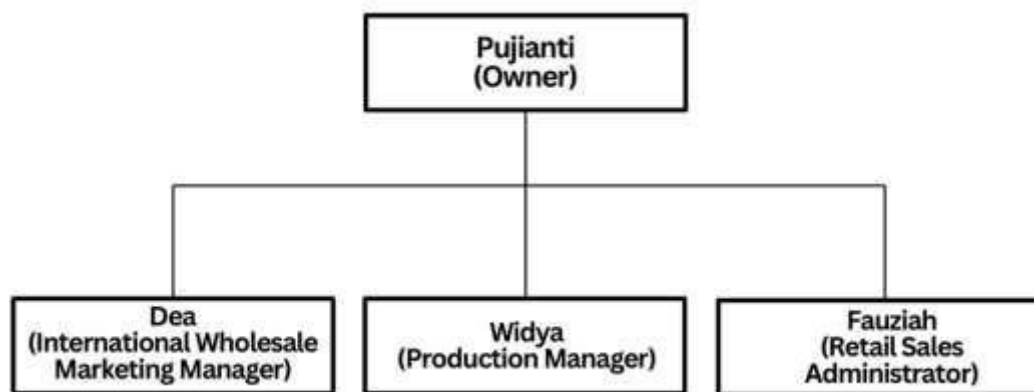 Pujianti
(Owner)
Dea
(International Wholesale
Marketing Manager)
Widya
(Production Manager)
Fauziah
(Retail Sales
Administrator)